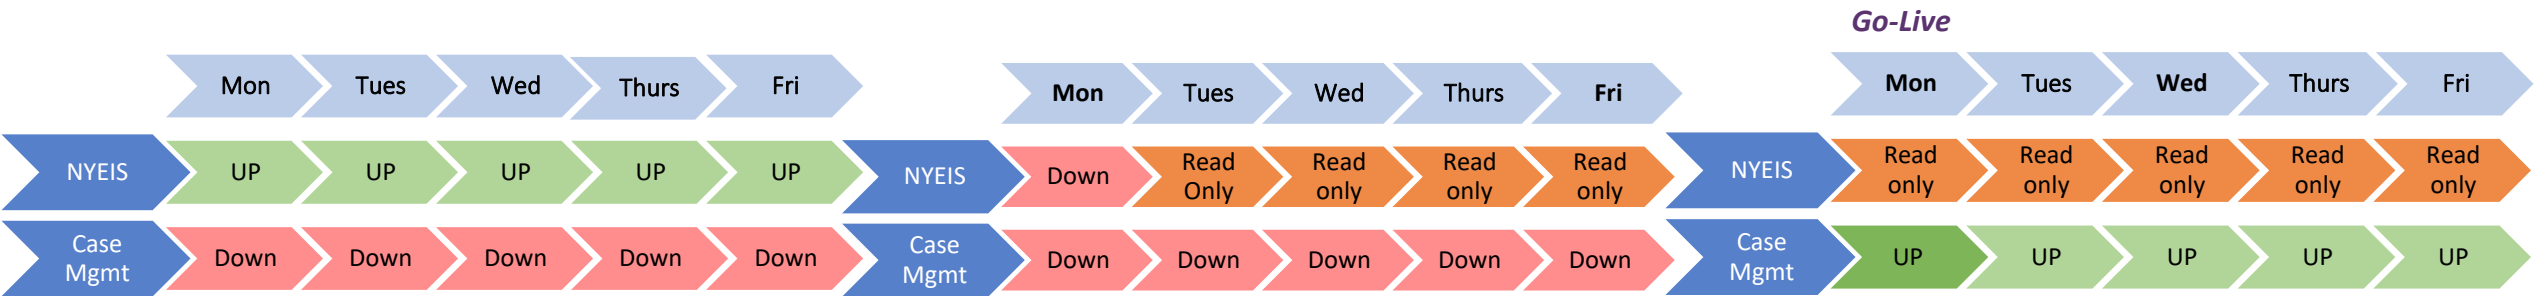 Go-Live
Mon Tues Wed Thurs Fri
NYEIS UP UP UP UP UP
Case
Mgmt
Down Down Down Down Down
Mon Tues Wed Thurs Fri
NYEIS
Down
Read
Only
Read
only
Read
only
Read
only
Case
Mgmt
Down Down Down Down Down
Mon Tues Wed Thurs Fri
NYEIS
Read
only
Read
only
Read
only
Read
only
Read
only
Case
Mgmt
UP UP UP UP UP